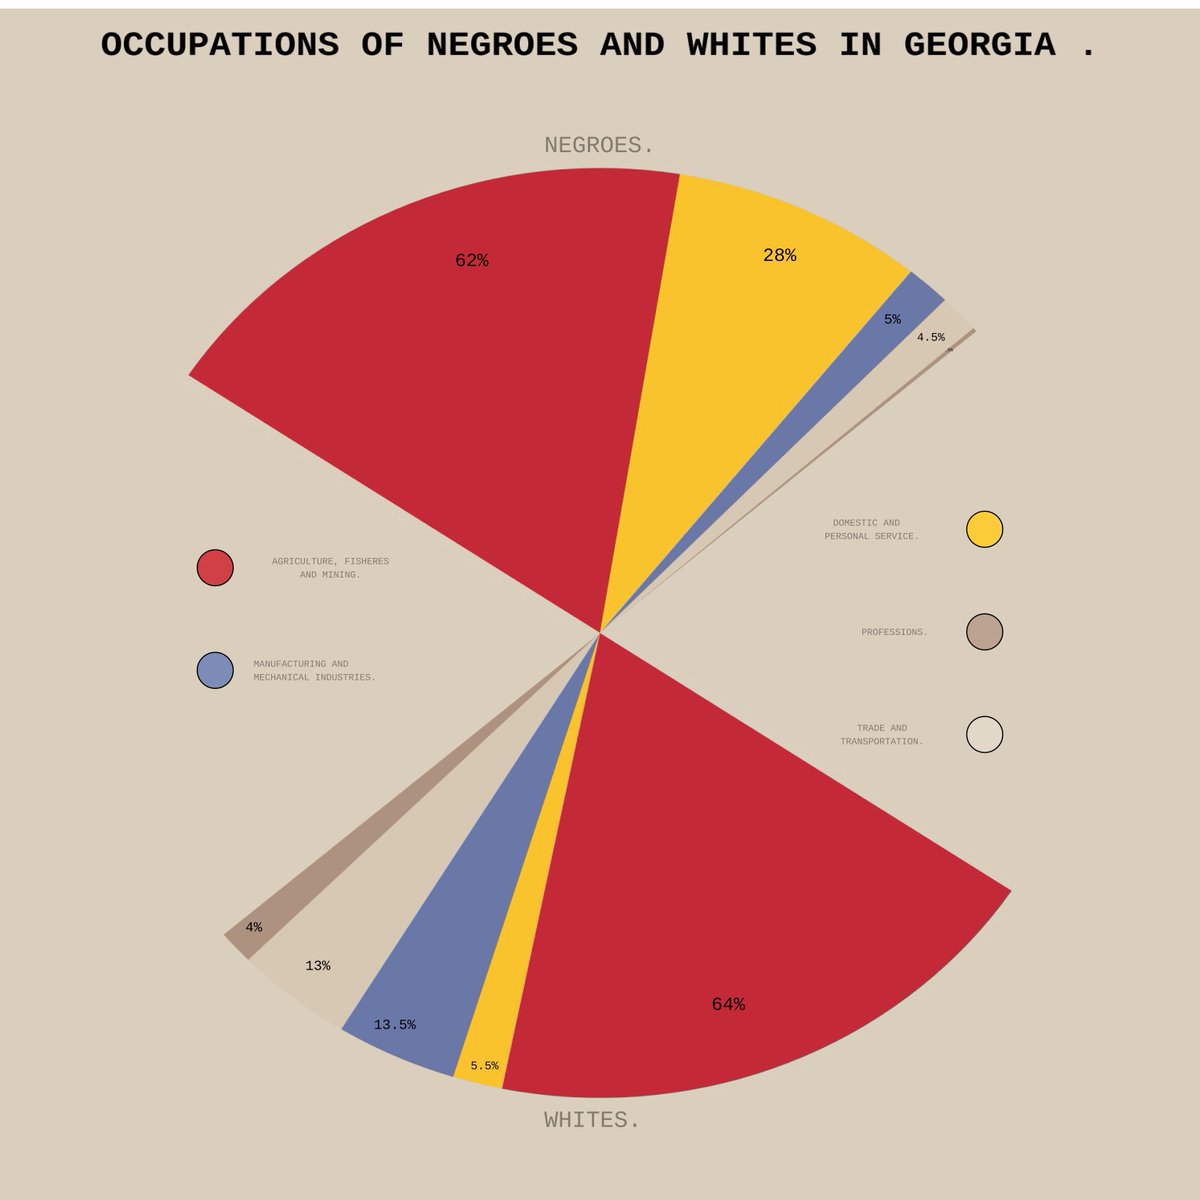 OCCUPATIONS OF NEGROES AND WHITES IN GEORGIA .
NEGROES.
62%
28%
5%
4.5%
DOMESTIC AND
PERSONAL SERVICE.
AGRICULTURE, FISHERES
AND MINING.
PROFESSIONS.
MANUFACTURING AND
MECHANICAL INDUSTRIES.
TRADE AND
TRANSPORTATION.
4%
13%
64%
13.5%
5.5%
WHITES.